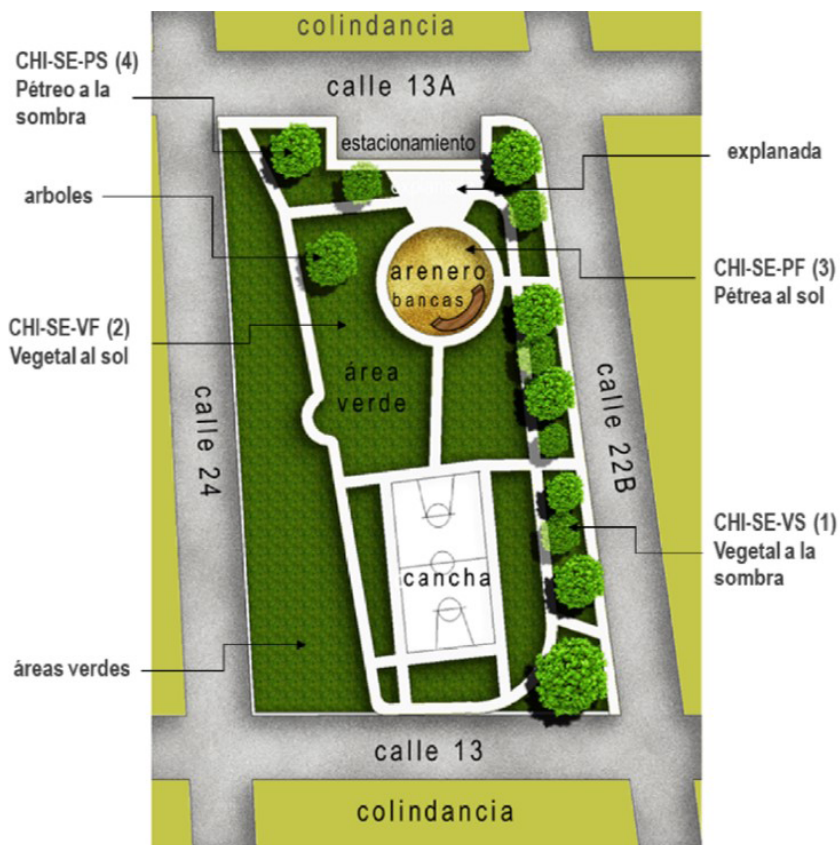 colindancia
CHI-SE-PS (4)
Pétreo a la
sombra
calle 13A
estacionamiento
explanada
arboles
arenero
bancas
CHI-SE-PF (3)
Pétrea al sol
CHI-SE-VF (2)
Vegetal al sol
área
verde
calle 24
calle 22B
CHI-SE-VS (1)
Vegetal a la
sombra
cancha
áreas verdes
calle 13
colindancia